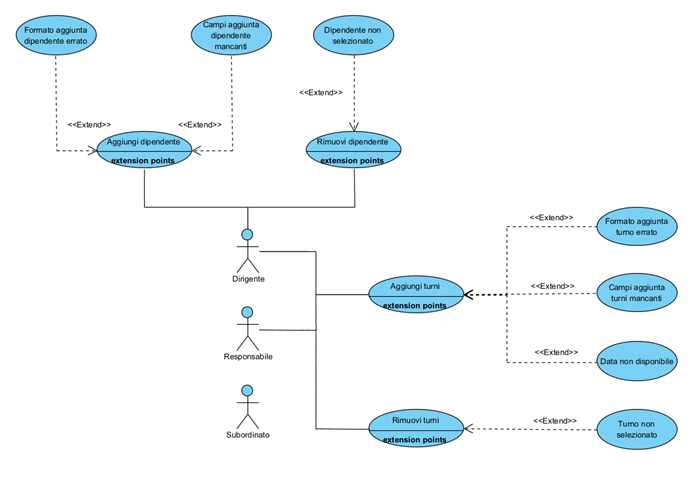 Formato aggiunta
dipendente errato
Campi aggiunta
dipendente
mancanti
Dipendente non
selezionato
<<Extend>>
<<Extend>>
<<Extend>>
Aggiungi dipendente
extension points
Rimuovi dipendente
extension points
Dirigente
Responsabile
Subordinato
Aggiungi turni
extension points
Rimuovi turni
extension points
<<Extend>>
Formato aggiunta
turno errato
<<Extend>>
Campi aggiunta
turni mancanti
<<Extend>>
Data non disponibile
<<Extend>>
Turno non
selezionato